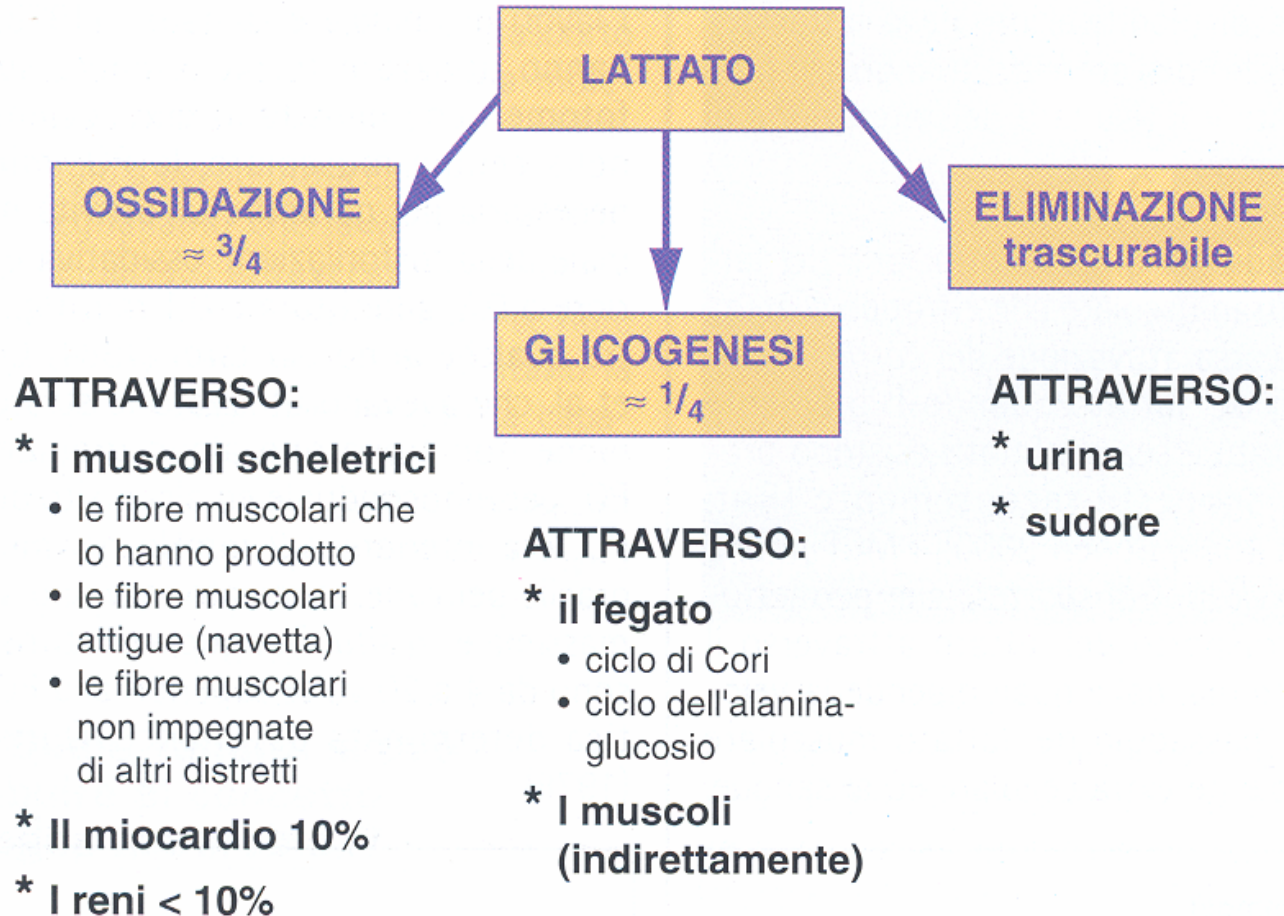 LATTATO
OSSIDAZIONE
≈ 3/4
ATTRAVERSO:
* i muscoli scheletrici
• le fibre muscolari che
lo hanno prodotto
• le fibre muscolari
attigue (navetta)
• le fibre muscolari
non impegnate
di altri distretti
* Il miocardio 10%
* I reni < 10%
GLICOGENESI
≈ 1/4
ATTRAVERSO:
* il fegato
• ciclo di Cori
• ciclo dell'alanina-
glucosio
* I muscoli
(indirettamente)
ELIMINAZIONE
trascurabile
ATTRAVERSO:
* urina
* sudore